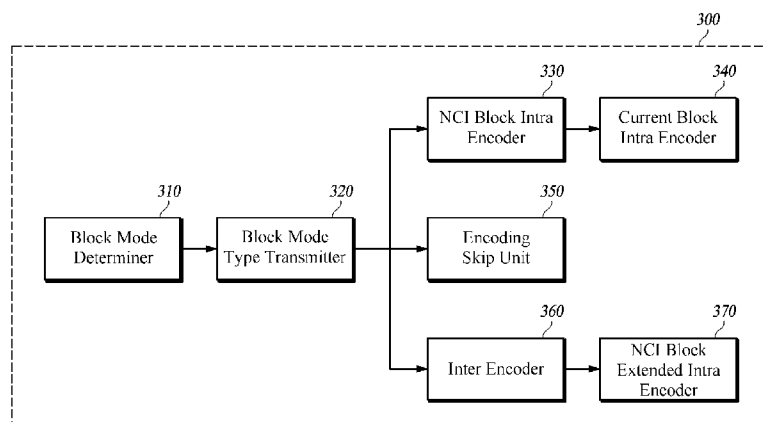 300
330
340
NCI Block Intra
Encoder
Current Block
Intra Encoder
310
320
350
Block Mode
Determiner
Block Mode
Type Transmitter
Encoding
Skip Unit
360
370
Inter Encoder
NCI Block
Extended Intra
Encoder